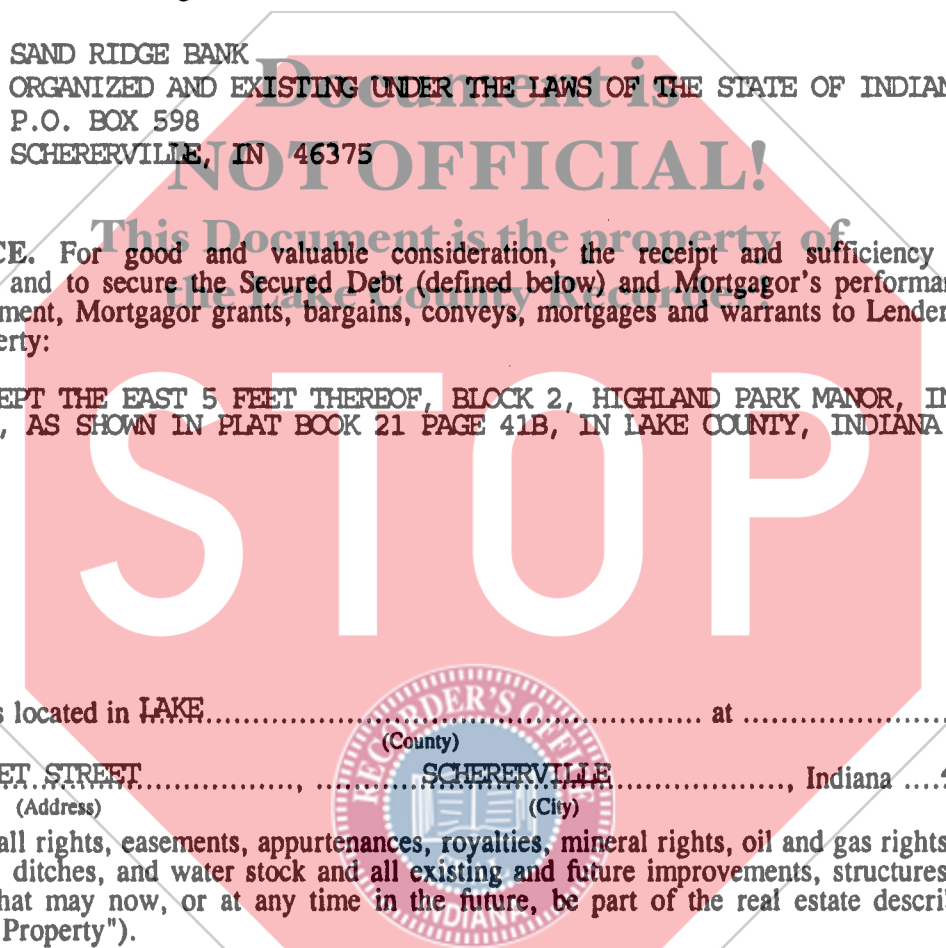 SAND RIDGE BANK
ORGANIZED AND EXISTING UNDER THE LAWS OF THE STATE OF INDIAN
P.O. BOX 598
SCHERERVILLE, IN 46375
Document is
NOT OFFICIAL!
This Document is the property of
the Lake County Recorder!
CE. For good and valuable consideration, the receipt and sufficiency
and to secure the Secured Debt (defined below) and Mortgagor's performan
ment, Mortgagor grants, bargains, conveys, mortgages and warrants to Lender
erty:
EPT THE EAST 5 FEET THEREOF, BLOCK 2, HIGHLAND PARK MANOR, IN
, AS SHOWN IN PLAT BOOK 21 PAGE 41B, IN LAKE COUNTY, INDIANA
STOP
s located in LAKE.......................................................... at ......................
(County)
ET STREET.................., ............SCHERERVILLE...................., Indiana ....4
(Address) (City)
all rights, easements, appurtenances, royalties, mineral rights, oil and gas rights
ditches, and water stock and all existing and future improvements, structures
hat may now, or at any time in the future, be part of the real estate descri
Property").
RECORDER'S OFFICE
INDIANA